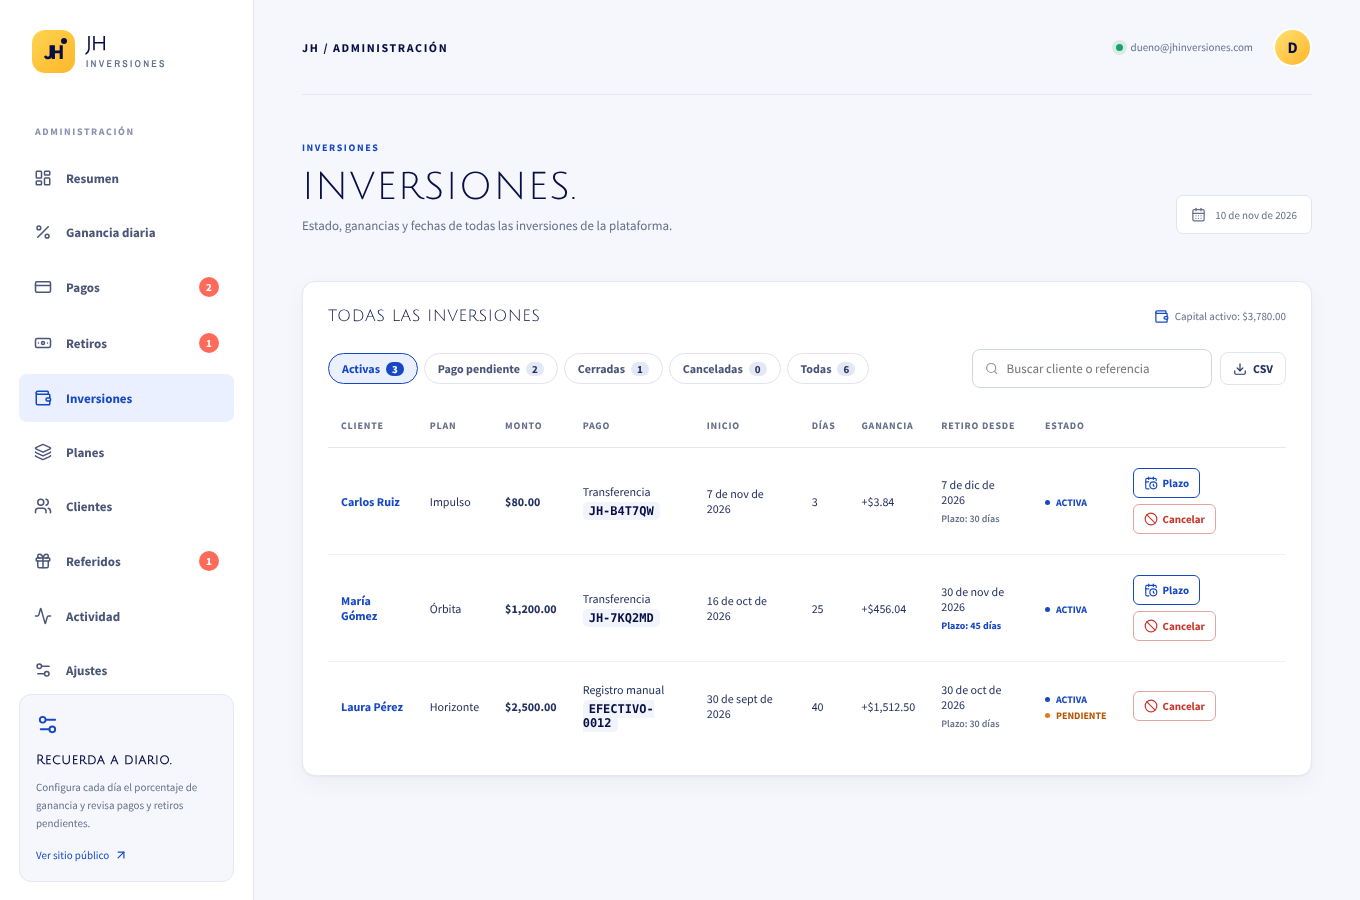 JH
JH
INVERSIONES
ADMINISTRACIÓN
Resumen
Ganancia diaria
Pagos 2
Retiros 1
Inversiones
Planes
Clientes
Referidos 1
Actividad
Ajustes
Recuerda a diario.
Configura cada día el porcentaje de
ganancia y revisa pagos y retiros
pendientes.
Ver sitio público
JH / ADMINISTRACIÓN
dueno@jhinversiones.com
D
INVERSIONES
INVERSIONES.
Estado, ganancias y fechas de todas las inversiones de la plataforma.
10 de nov de 2026
TODAS LAS INVERSIONES
Capital activo: $3,780.00
Activas 3 Pago pendiente 2 Cerradas 1 Canceladas 0 Todas 6
Buscar cliente o referencia
CSV
CLIENTE PLAN MONTO PAGO INICIO DÍAS GANANCIA RETIRO DESDE ESTADO
Carlos Ruiz
Impulso
$80.00
Transferencia
JH-B4T7QW
7 de nov de
2026
3
+$3.84
7 de dic de
2026
Plazo: 30 días
ACTIVA
Plazo
Cancelar
María
Gómez
Órbita
$1,200.00
Transferencia
JH-7KQ2MD
16 de oct de
2026
25
+$456.04
30 de nov de
2026
Plazo: 45 días
ACTIVA
Plazo
Cancelar
Laura Pérez
Horizonte
$2,500.00
Registro manual
EFECTIVO-
0012
30 de sept de
2026
40
+$1,512.50
30 de oct de
2026
Plazo: 30 días
ACTIVA
PENDIENTE
Cancelar